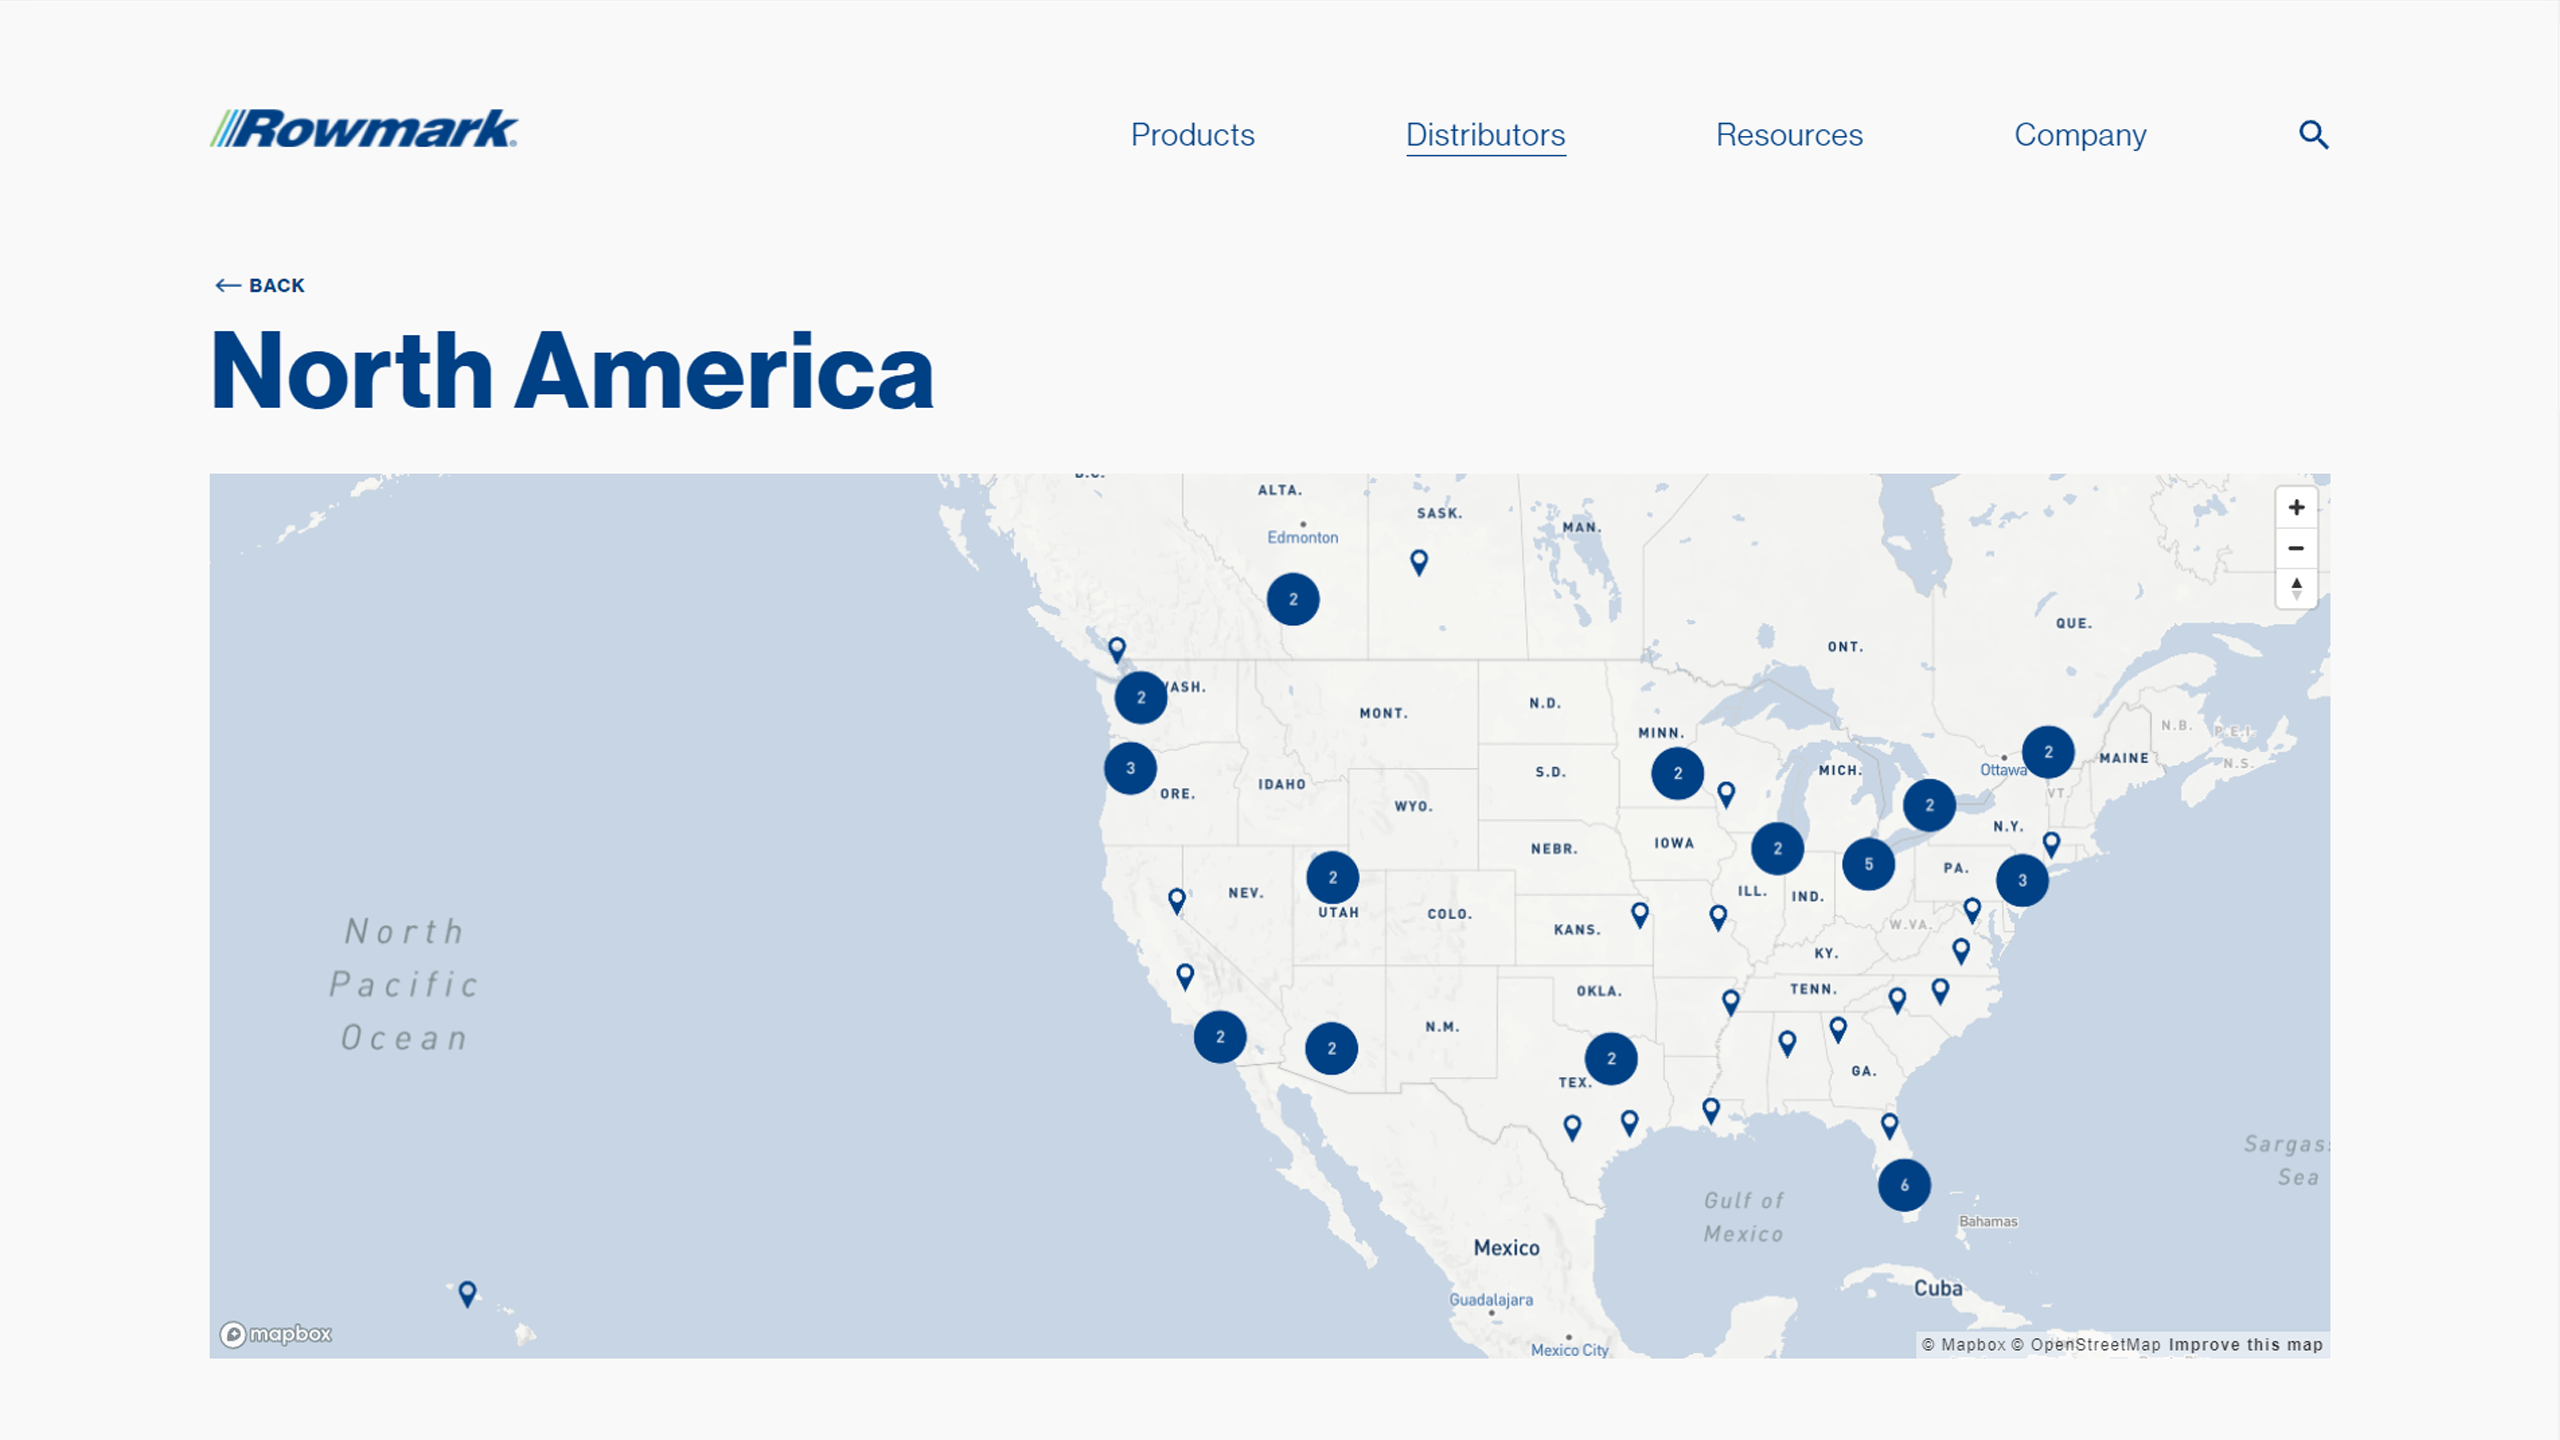 Rowmark
Products
Distributors
Resources
Company
BACK
North America
B.C.
ALTA.
SASK.
MAN.
Edmonton
2
QUE.
ONT.
2
ASH.
MONT.
N.D.
MINN.
N.B.
P.E.I.
2
MAINE
N.S.
3
ORE.
IDAHO
WYO.
S.D.
2
MICH.
Ottawa
VT.
2
N.Y.
NEBR.
IOWA
2
5
PA.
3
2
UTAH
NEV.
COLO.
KANS.
ILL.
IND.
W.VA.
KY.
North
Pacific
Ocean
OKLA.
TENN.
N.M.
2
2
2
TEX.
GA.
6
Sargas
Sea
Gulf of
Mexico
Bahamas
Mexico
Cuba
Guadalajara
Mexico City
mapbox
© Mapbox © OpenStreetMap Improve this map